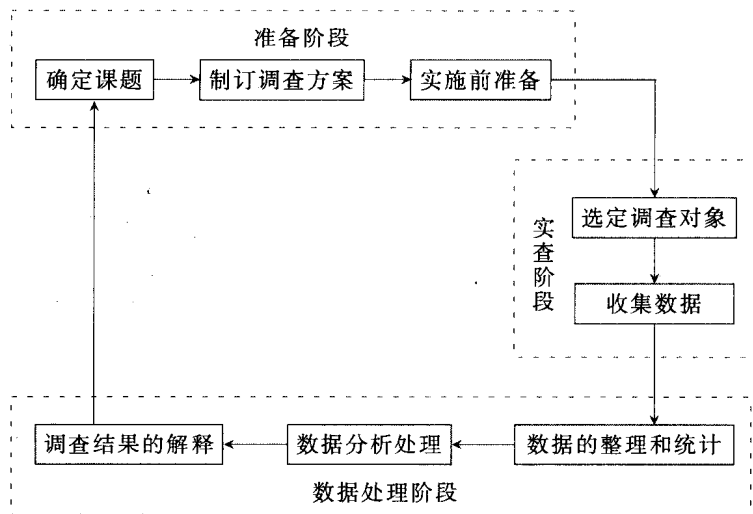 准备阶段
确定课题
制订调查方案
实施前准备
实查阶段
选定调查对象
收集数据
调查结果的解释
数据分析处理
数据的整理和统计
数据处理阶段